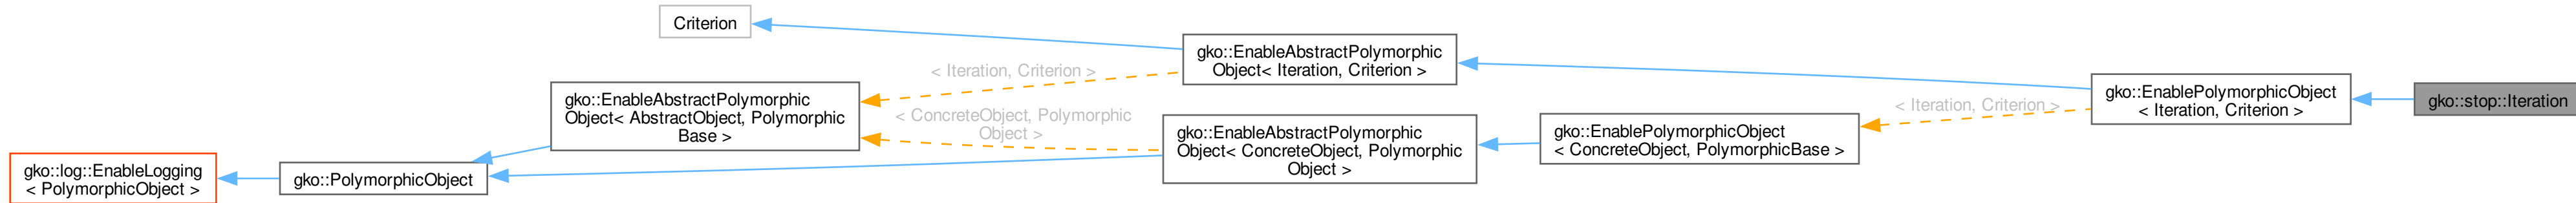 Criterion
gko::EnableAbstractPolymorphic
Object< Iteration, Criterion >
< Iteration, Criterion >
gko::EnableAbstractPolymorphic
Object< AbstractObject, Polymorphic
Base >
< ConcreteObject, Polymorphic
Object >
gko::EnablePolymorphicObject
< Iteration, Criterion >
gko::stop::Iteration
< Iteration, Criterion >
gko::EnableAbstractPolymorphic
Object< ConcreteObject, Polymorphic
Object >
gko::EnablePolymorphicObject
< ConcreteObject, PolymorphicBase >
gko::log::EnableLogging
< PolymorphicObject >
gko::PolymorphicObject